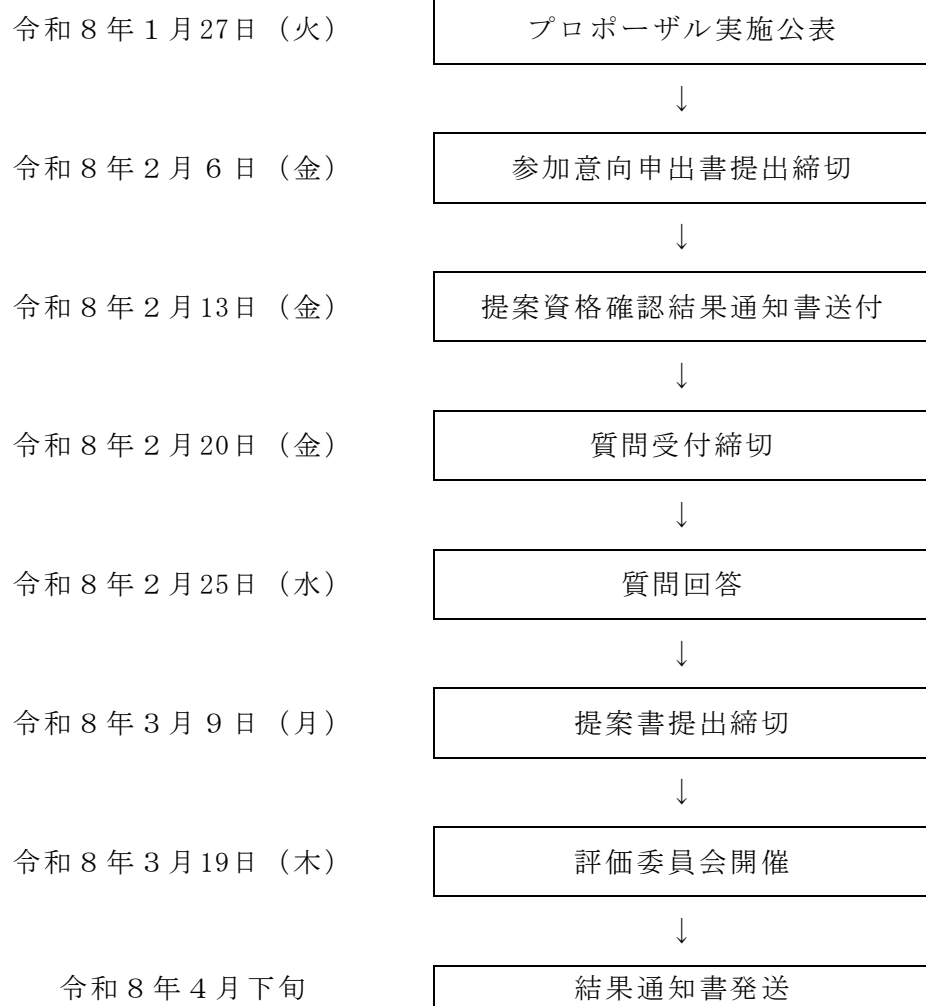 令和８年１月27日（火）　プロポーザル実施公表
↓
令和８年２月６日（金）　参加意向申出書提出締切
↓
令和８年２月13日（金）　提案資格確認結果通知書送付
↓
令和８年２月20日（金）　質問受付締切
↓
令和８年２月25日（水）　質問回答
↓
令和８年３月９日（月）　提案書提出締切
↓
令和８年３月19日（木）　評価委員会開催
↓
令和８年４月下旬　結果通知書発送